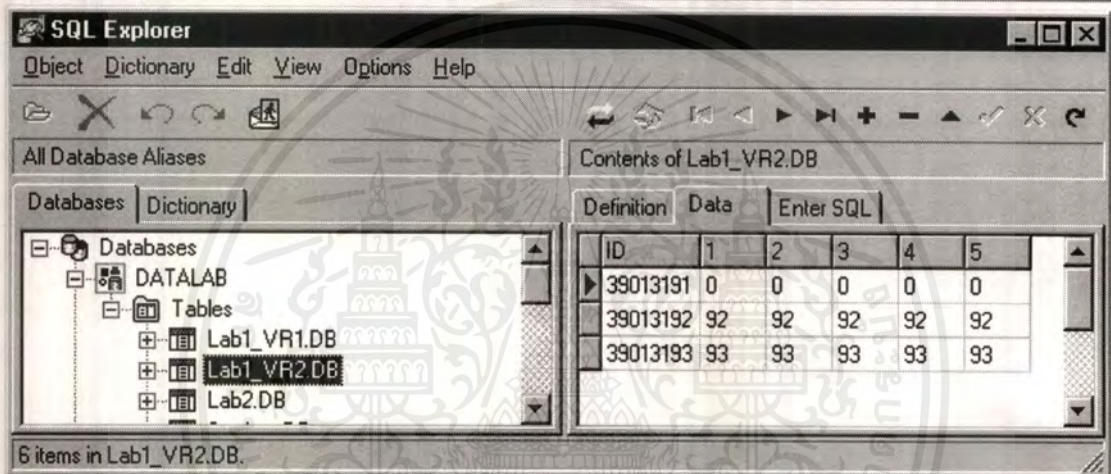 SQL Explorer
Object Dictionary Edit View Options Help
All Database Aliases
Contents of Lab1_VR2.DB
Databases Dictionary
Definition Data Enter SQL
Databases
DATALAB
Tables
Lab1_VR1.DB
Lab1_VR2.DB
Lab2.DB
ID 1 2 3 4 5
39013191 0 0 0 0 0
39013192 92 92 92 92 92
39013193 93 93 93 93 93
6 items in Lab1_VR2.DB.